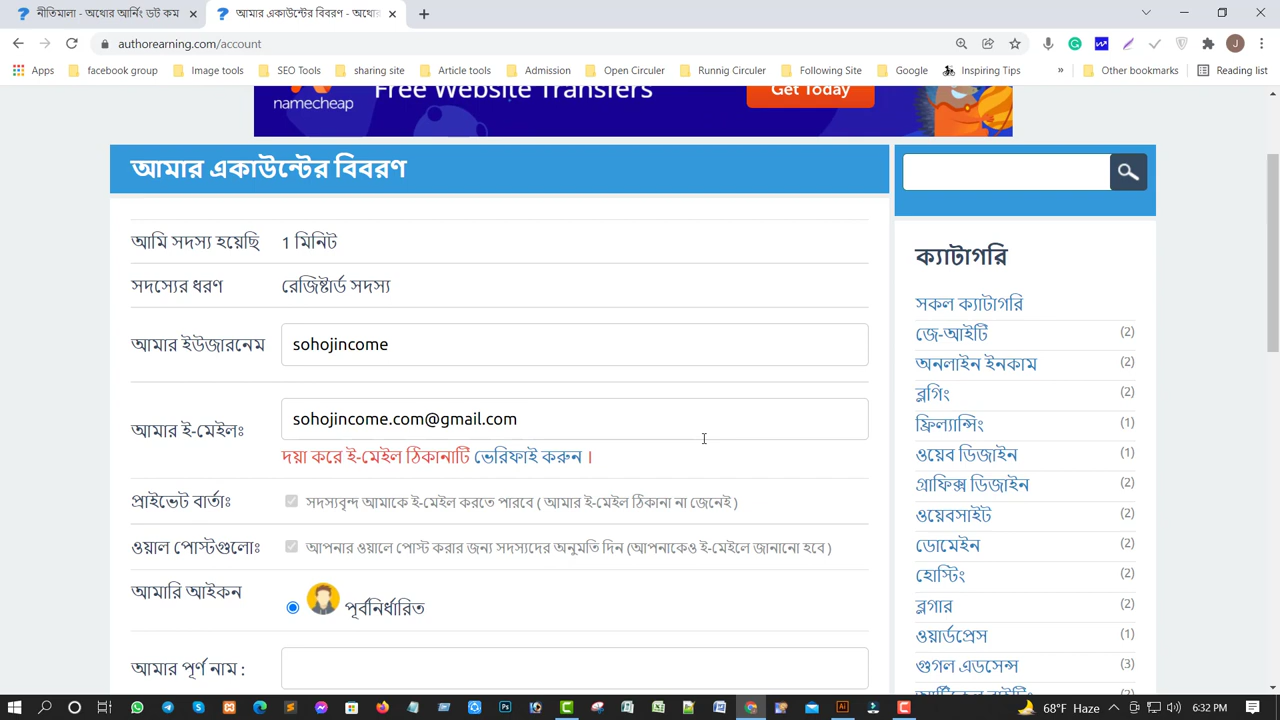 নীতিমালা - অথোর আর্নিং ডট কম
আমার একাউন্টের বিবরণ - অথোর
authorearning.com/account
Apps
facebook group
Image tools
SEO Tools
sharing site
Article tools
Admission
Open Circuler
Runnig Circuler
Following Site
Google
Inspiring Tips
»
Other bookmarks
Reading list
namecheap
Free Website Transfers
Get Today
আমার একাউন্টের বিবরণ
আমি সদস্য হয়েছি 1 মিনিট
সদস্যের ধরণ রেজিষ্টার্ড সদস্য
আমার ইউজারনেম sohojincome
আমার ই-মেইলঃ sohojincome.com@gmail.com
দয়া করে ই-মেইল ঠিকানাটি ভেরিফাই করুন ।
প্রাইভেট বার্তাঃ সদস্যবৃন্দ আমাকে ই-মেইল করতে পারবে ( আমার ই-মেইল ঠিকানা না জেনেই )
ওয়াল পোস্টগুলোঃ আপনার ওয়ালে পোস্ট করার জন্য সদস্যদের অনুমতি দিন (আপনাকেও ই-মেইলে জানানো হবে )
আমারি আইকন পূর্বনির্ধারিত
আমার পূর্ণ নাম :
ক্যাটাগরি
সকল ক্যাটাগরি
জে-আইটি (2)
অনলাইন ইনকাম (2)
ব্লগিং (2)
ফ্রিল্যান্সিং (1)
ওয়েব ডিজাইন (1)
গ্রাফিক্স ডিজাইন (2)
ওয়েবসাইট (2)
ডোমেইন (2)
হোস্টিং (2)
ব্লগার (2)
ওয়ার্ডপ্রেস (1)
গুগল এডসেন্স (3)
68°F Haze
6:32 PM